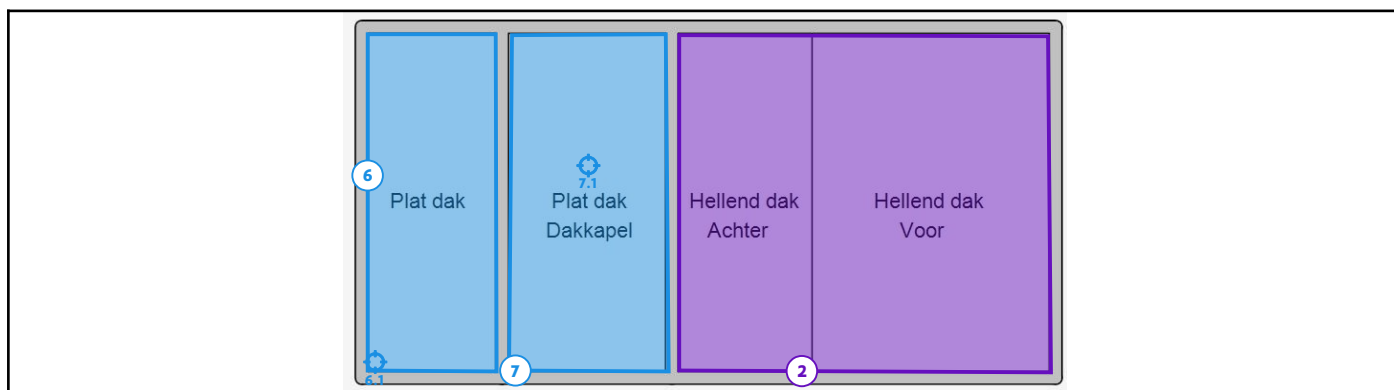 6
Plat dak
7.1
Plat dak
Dakkapel
Hellend dak
Achter
Hellend dak
Voor
6.1
7
2